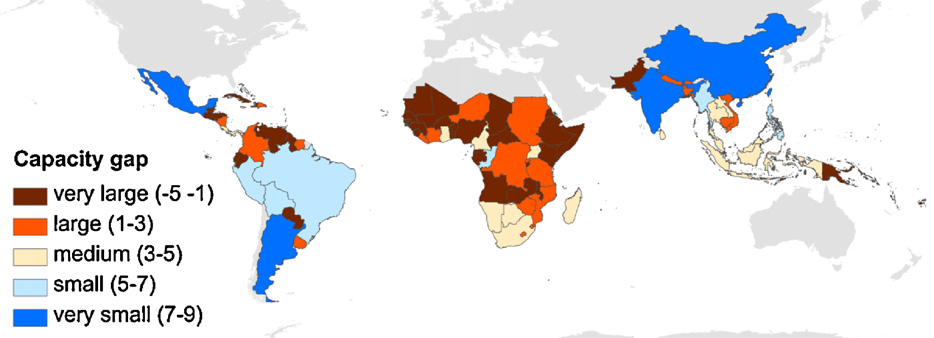 Capacity gap
very large (-5 -1)
large (1-3)
medium (3-5)
small (5-7)
very small (7-9)